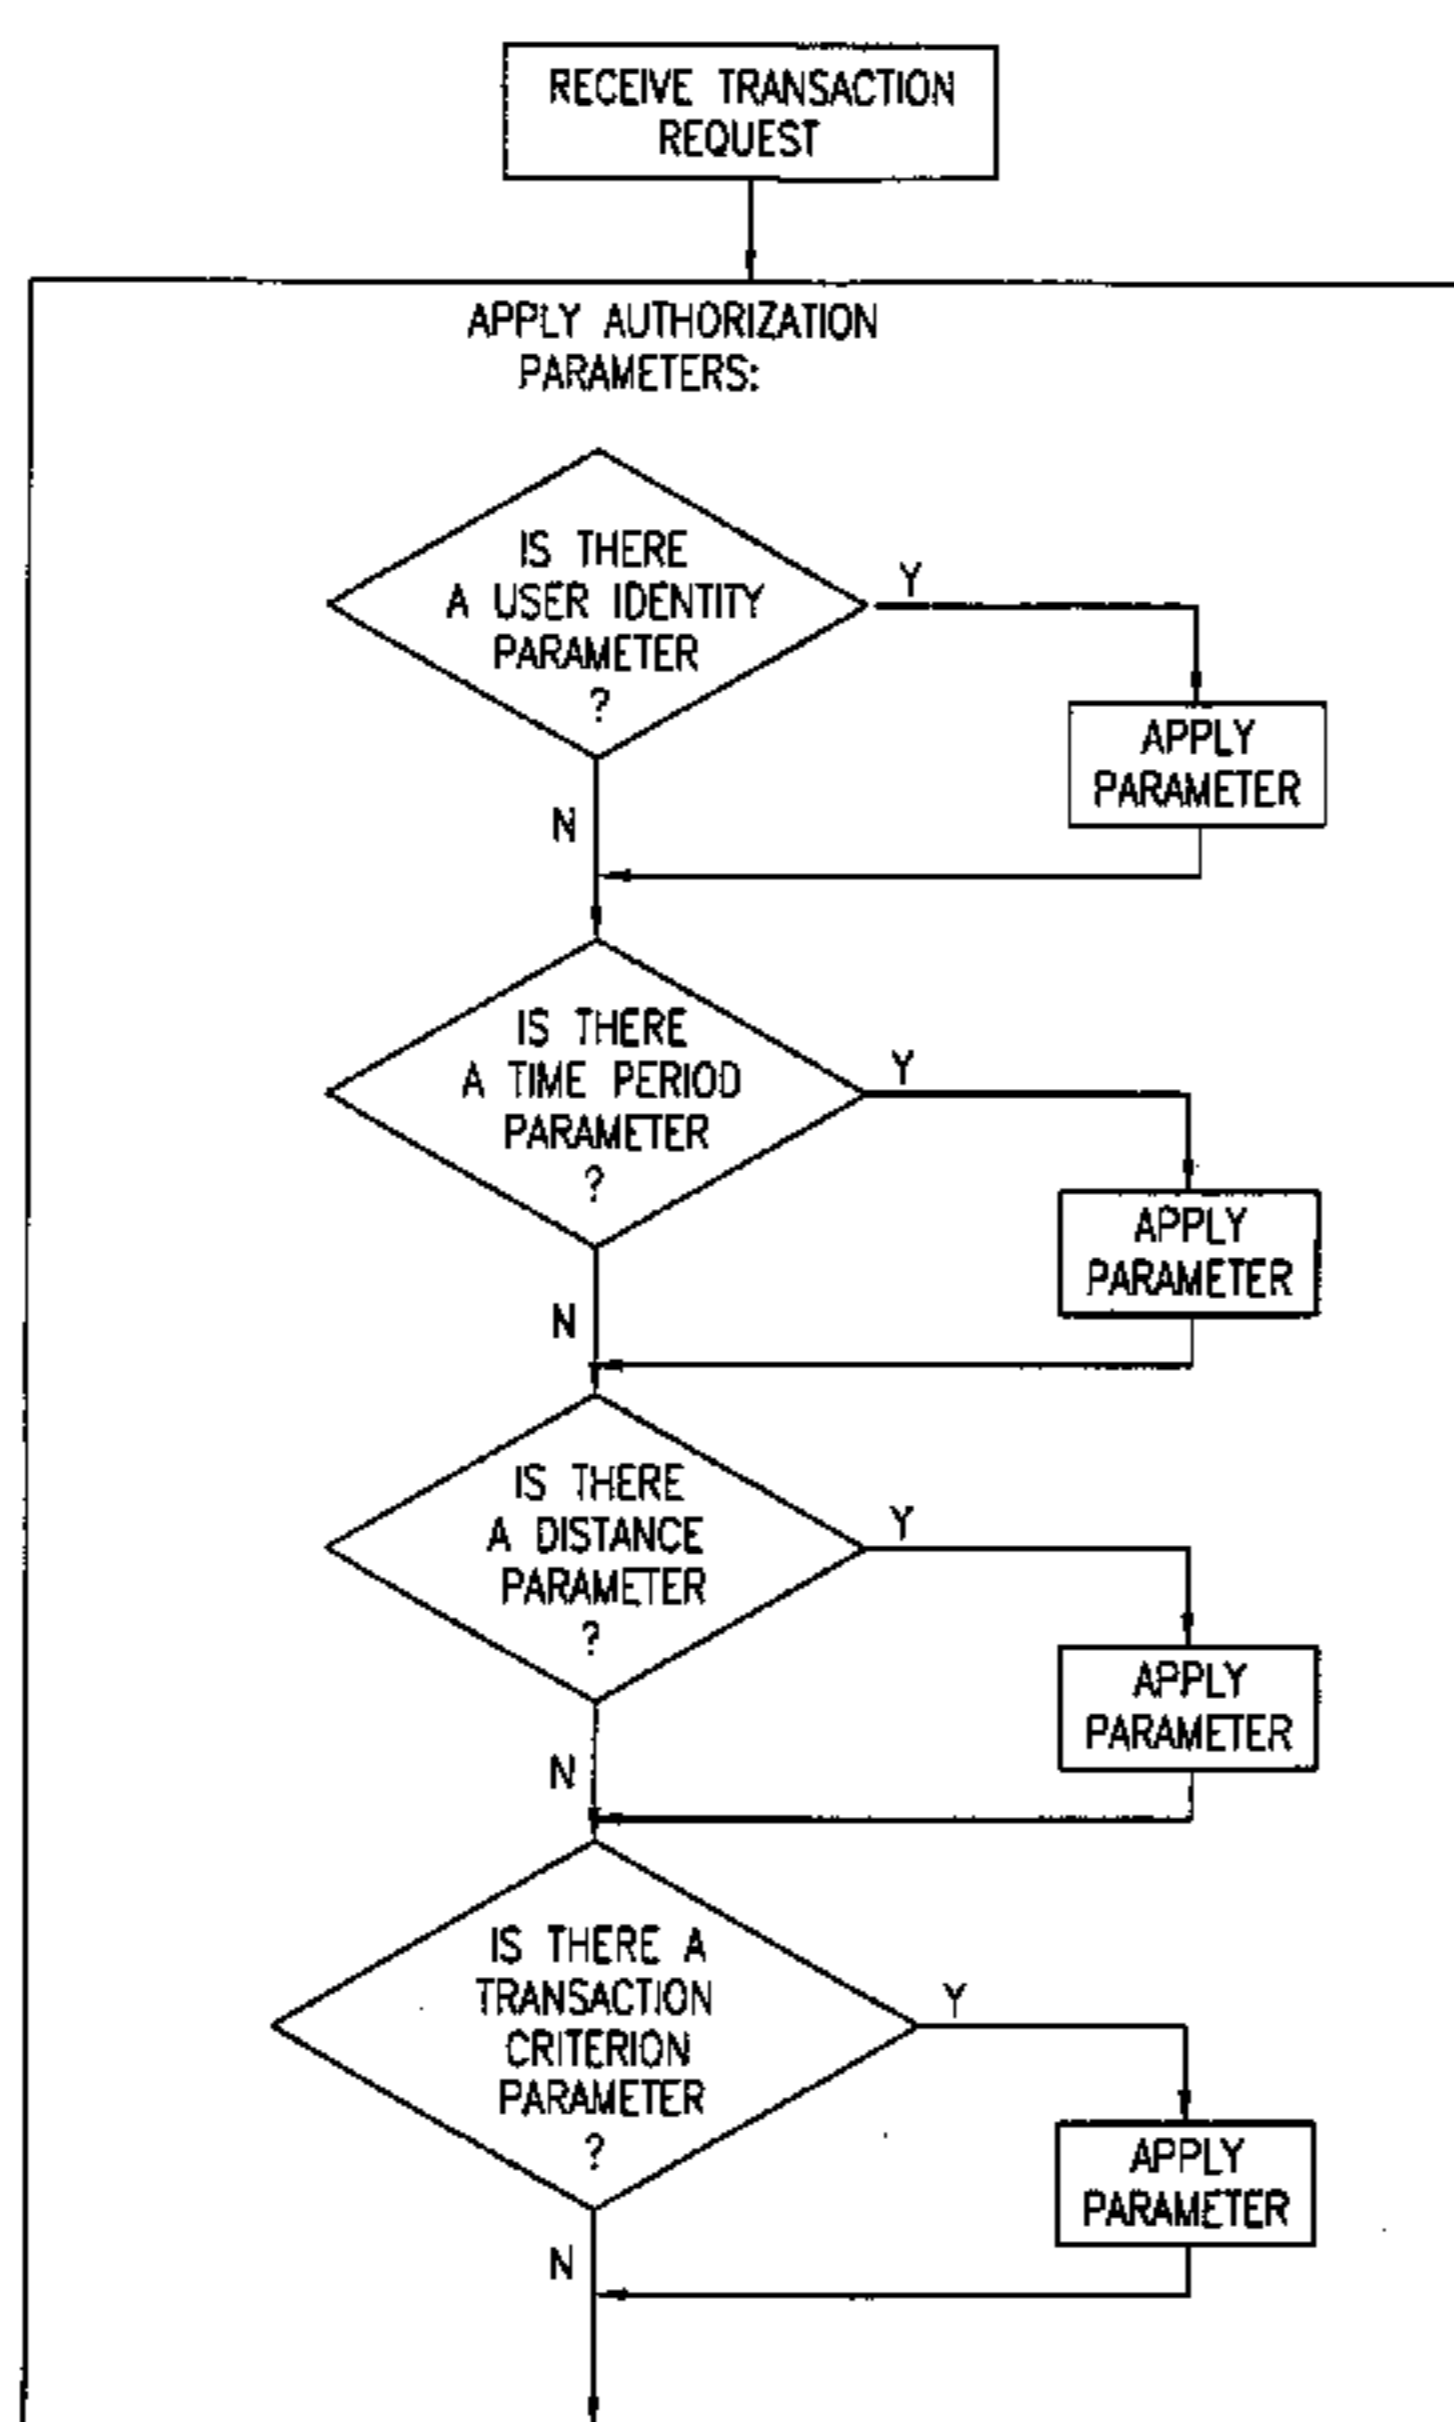 RECEIVE TRANSACTION
REQUEST
APPLY AUTHORIZATION
PARAMETERS:
IS THERE
A USER IDENTITY
PARAMETER
?
Y
APPLY
PARAMETER
N
IS THERE
A TIME PERIOD
PARAMETER
?
Y
APPLY
PARAMETER
N
IS THERE
A DISTANCE
PARAMETER
?
Y
APPLY
PARAMETER
N
IS THERE A
TRANSACTION
CRITERION
PARAMETER
?
Y
APPLY
PARAMETER
N